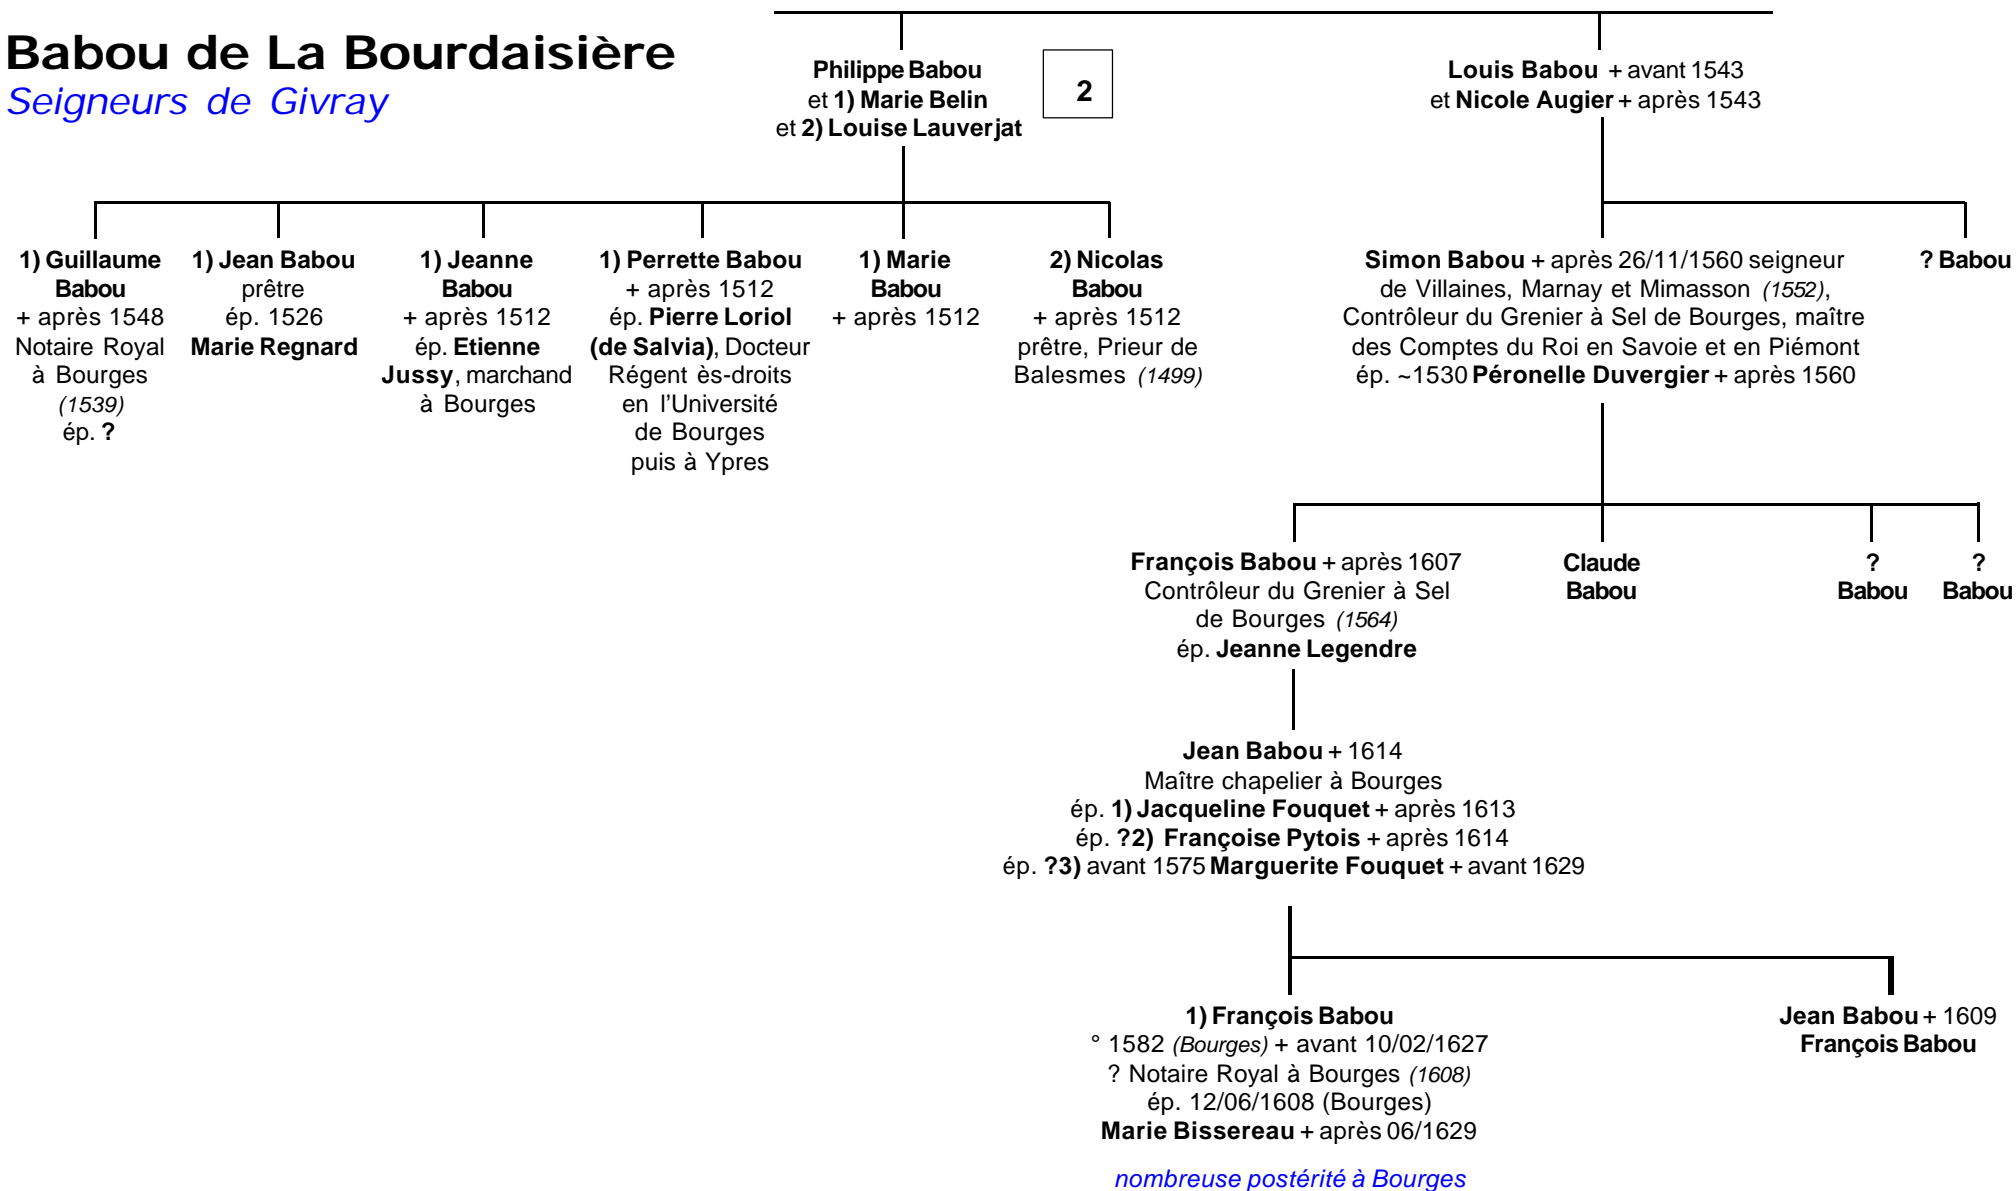 Babou de La Bourdaisière
Seigneurs de Givray
Philippe Babou
et 1) Marie Belin
et 2) Louise Lauverjat
2
Louis Babou + avant 1543
et Nicole Augier + après 1543
1) Guillaume
Babou
+ après 1548
Notaire Royal
à Bourges
(1539)
ép. ?
1) Jean Babou
prêtre
ép. 1526
Marie Regnard
1) Jeanne
Babou
+ après 1512
ép. Etienne
Jussy, marchand
à Bourges
1) Perrette Babou
+ après 1512
ép. Pierre Loriol
(de Salvia), Docteur
Régent ès-droits
en l'Université
de Bourges
puis à Ypres
1) Marie
Babou
+ après 1512
2) Nicolas
Babou
+ après 1512
prêtre, Prieur de
Balesmes (1499)
Simon Babou + après 26/11/1560 seigneur
de Villaines, Marnay et Mimasson (1552),
Contrôleur du Grenier à Sel de Bourges, maître
des Comptes du Roi en Savoie et en Piémont
ép. ~1530 Péronelle Duvergier + après 1560
? Babou
François Babou + après 1607
Contrôleur du Grenier à Sel
de Bourges (1564)
ép. Jeanne Legendre
Claude
Babou
?
Babou
?
Babou
Jean Babou + 1614
Maître chapelier à Bourges
ép. 1) Jacqueline Fouquet + après 1613
ép. ?2) Françoise Pytois + après 1614
ép. ?3) avant 1575 Marguerite Fouquet + avant 1629
1) François Babou
° 1582 (Bourges) + avant 10/02/1627
? Notaire Royal à Bourges (1608)
ép. 12/06/1608 (Bourges)
Marie Bissereau + après 06/1629
nombreuse postérité à Bourges
Jean Babou + 1609
François Babou